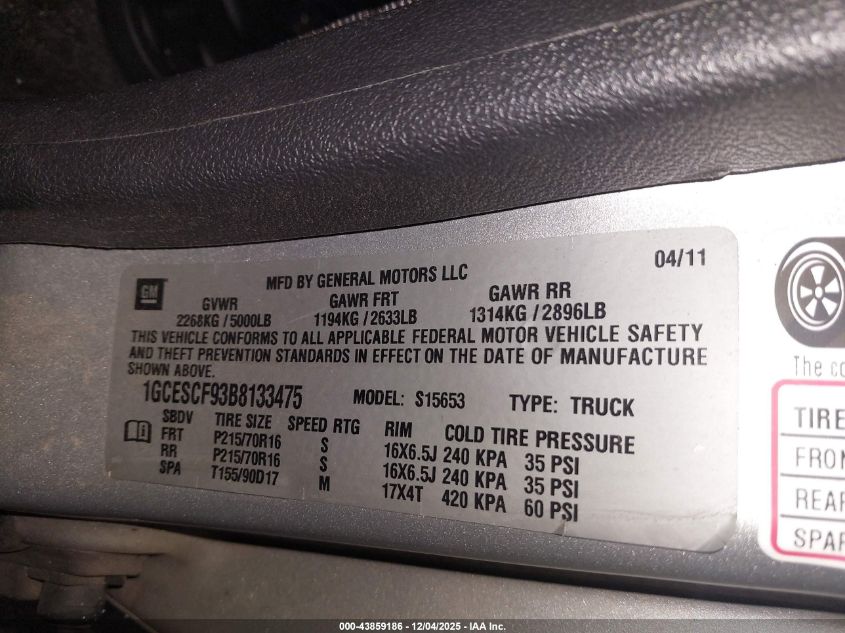 GM
MFD BY GENERAL MOTORS LLC
04/11
GVWR GAWR FRT GAWR RR
2268KG / 5000LB 1194KG / 2633LB 1314KG / 2896LB
THIS VEHICLE CONFORMS TO ALL APPLICABLE FEDERAL MOTOR VEHICLE SAFETY
AND THEFT PREVENTION STANDARDS IN EFFECT ON THE DATE OF MANUFACTURE
SHOWN ABOVE.
1GCESCF93B8133475 MODEL: S15653 TYPE: TRUCK
SBDV TIRE SIZE SPEED RTG RIM COLD TIRE PRESSURE
FRT P215/70R16 S 16X6.5J 240 KPA 35 PSI
RR P215/70R16 S 16X6.5J 240 KPA 35 PSI
SPA T155/90D17 M 17X4T 420 KPA 60 PSI
The co
TIRE
FRON
REAR
SPAR
000-43859186 - 12/04/2025 - IAA Inc.